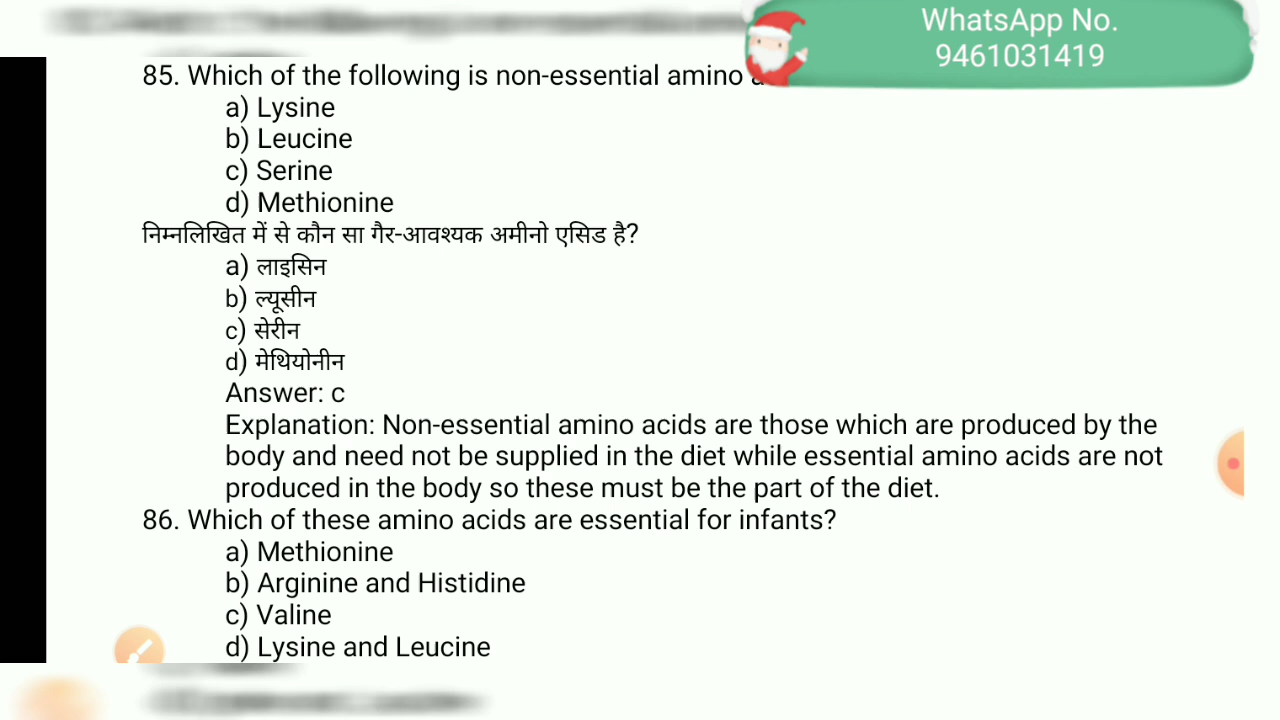 WhatsApp No.
9461031419
85. Which of the following is non-essential amino
a) Lysine
b) Leucine
c) Serine
d) Methionine
निम्नलिखित में से कौन सा गैर-आवश्यक अमीनो एसिड है?
a) लाइसिन
b) ल्यूसीन
c) सेरीन
d) मेथियोनीन
Answer: c
Explanation: Non-essential amino acids are those which are produced by the
body and need not be supplied in the diet while essential amino acids are not
produced in the body so these must be the part of the diet.
86. Which of these amino acids are essential for infants?
a) Methionine
b) Arginine and Histidine
c) Valine
d) Lysine and Leucine